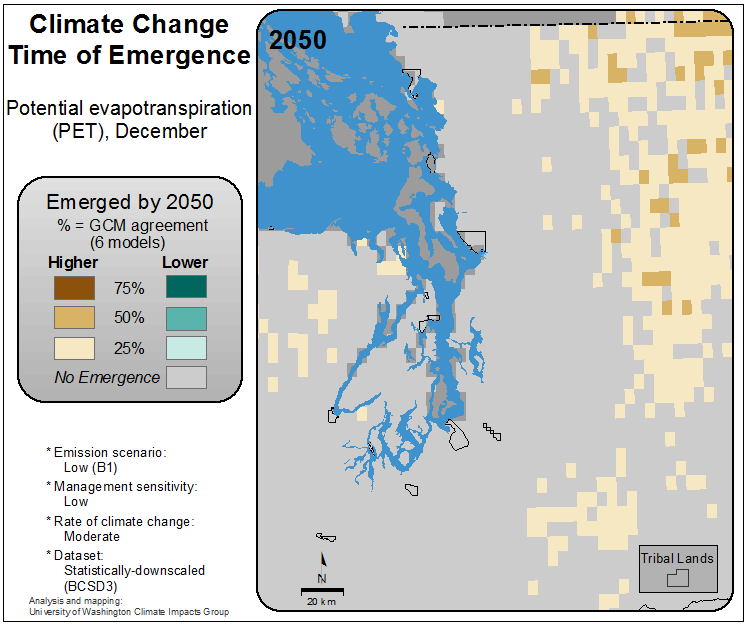 Climate Change
Time of Emergence
Potential evapotranspiration
(PET), December
Emerged by 2050
% = GCM agreement
(6 models)
Higher Lower
75%
50%
25%
No Emergence
* Emission scenario:
Low (B1)
* Management sensitivity:
Low
* Rate of climate change:
Moderate
* Dataset:
Statistically-downscaled
(BCSD3)
Analysis and mapping:
University of Washington Climate Impacts Group
2050
N
20 km
Tribal Lands